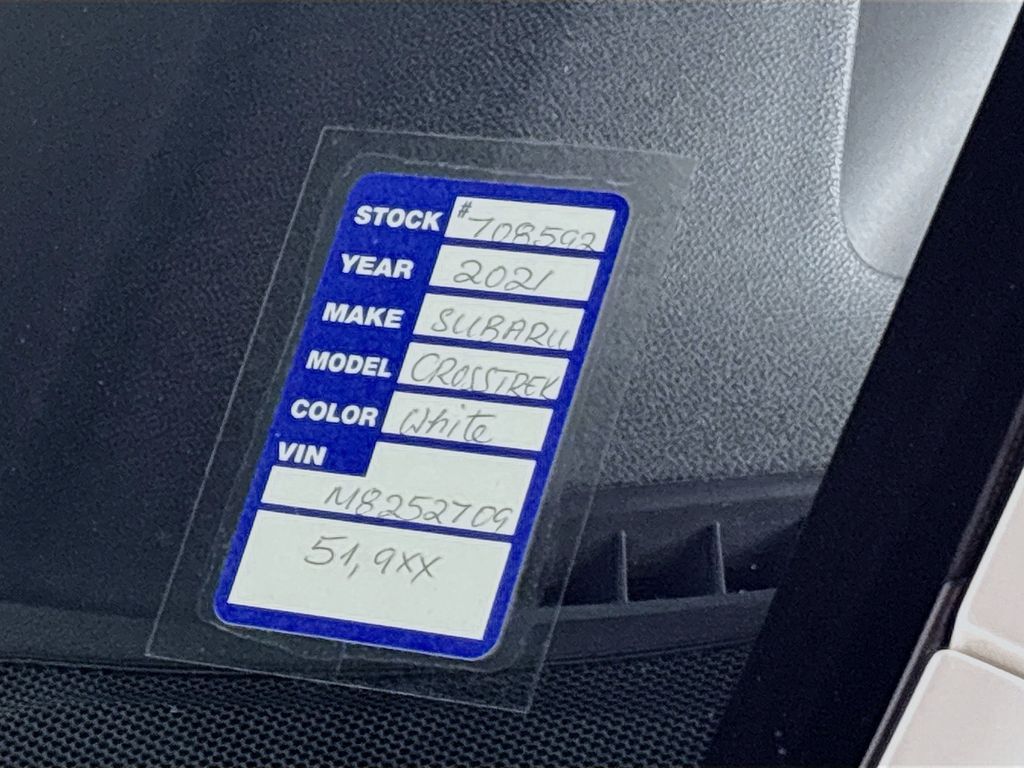 STOCK #708592
YEAR 2021
MAKE SUBARU
MODEL CROSSTREK
COLOR White
VIN
M8252709
51,9XX